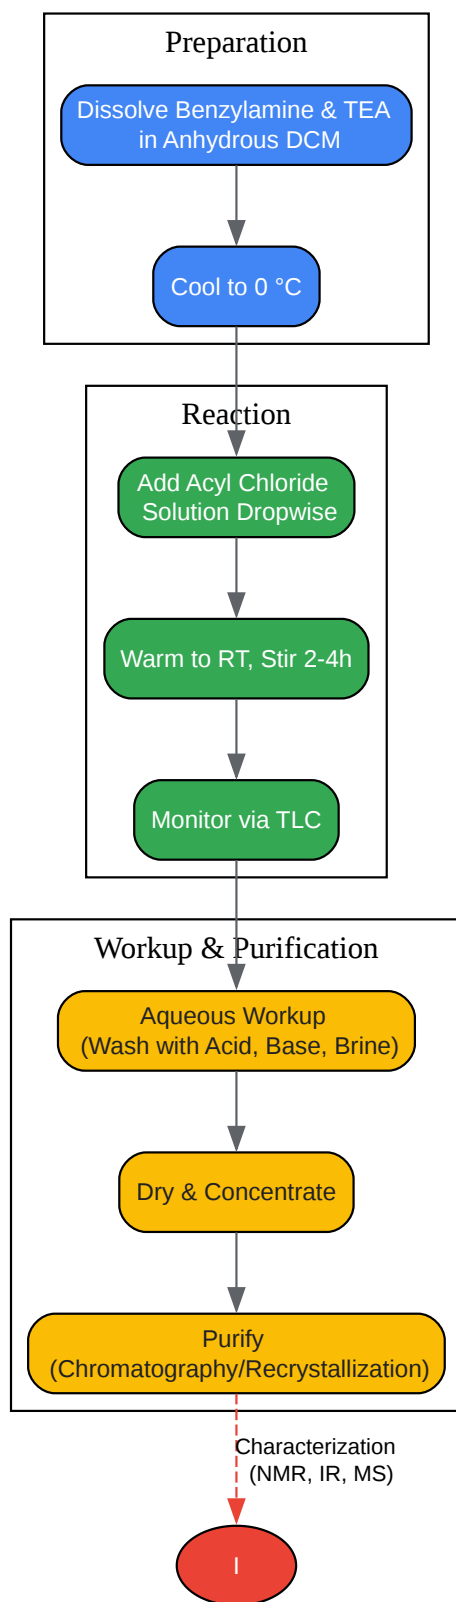 Preparation
Dissolve Benzylamine & TEA
in Anhydrous DCM
Cool to 0 °C
Reaction
Add Acyl Chloride
Solution Dropwise
Warm to RT, Stir 2-4h
Monitor via TLC
Workup & Purification
Aqueous Workup
(Wash with Acid, Base, Brine)
Dry & Concentrate
Purify
(Chromatography/Recrystallization)
Characterization
(NMR, IR, MS)
I